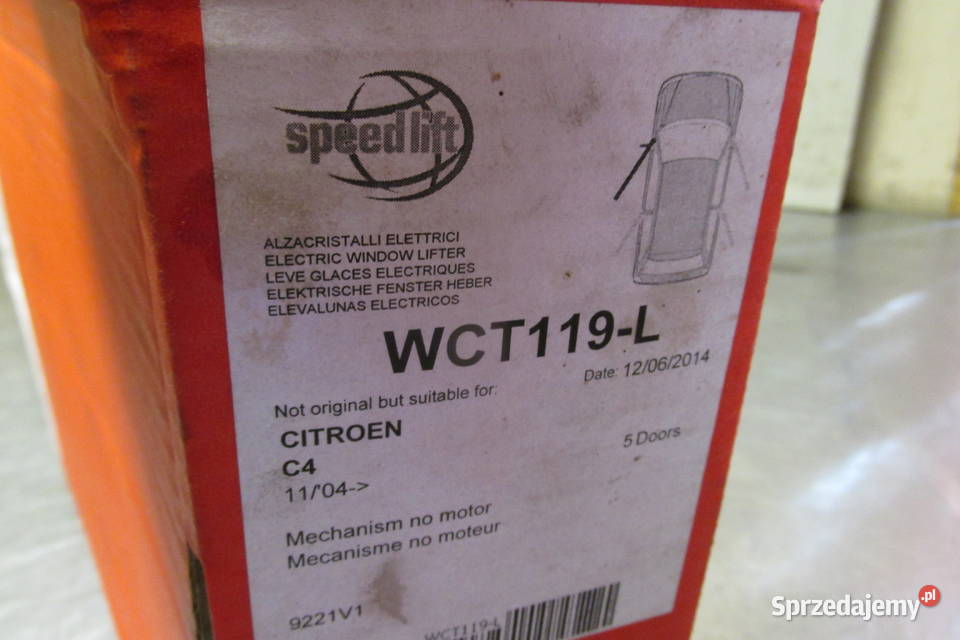 speedlift
ALZACRISTALLI ELETTRICI
ELECTRIC WINDOW LIFTER
LEVE GLACES ELECTRIQUES
ELEKTRISCHE FENSTER HEBER
ELEVALUNAS ELECTRICOS
WCT119-L
Date: 12/06/2014
Not original but suitable for:
CITROEN
5 Doors
C4
11/'04->
Mechanism no motor
Mecanisme no moteur
9221V1
WCT119-L
Sprzedajemy.pl